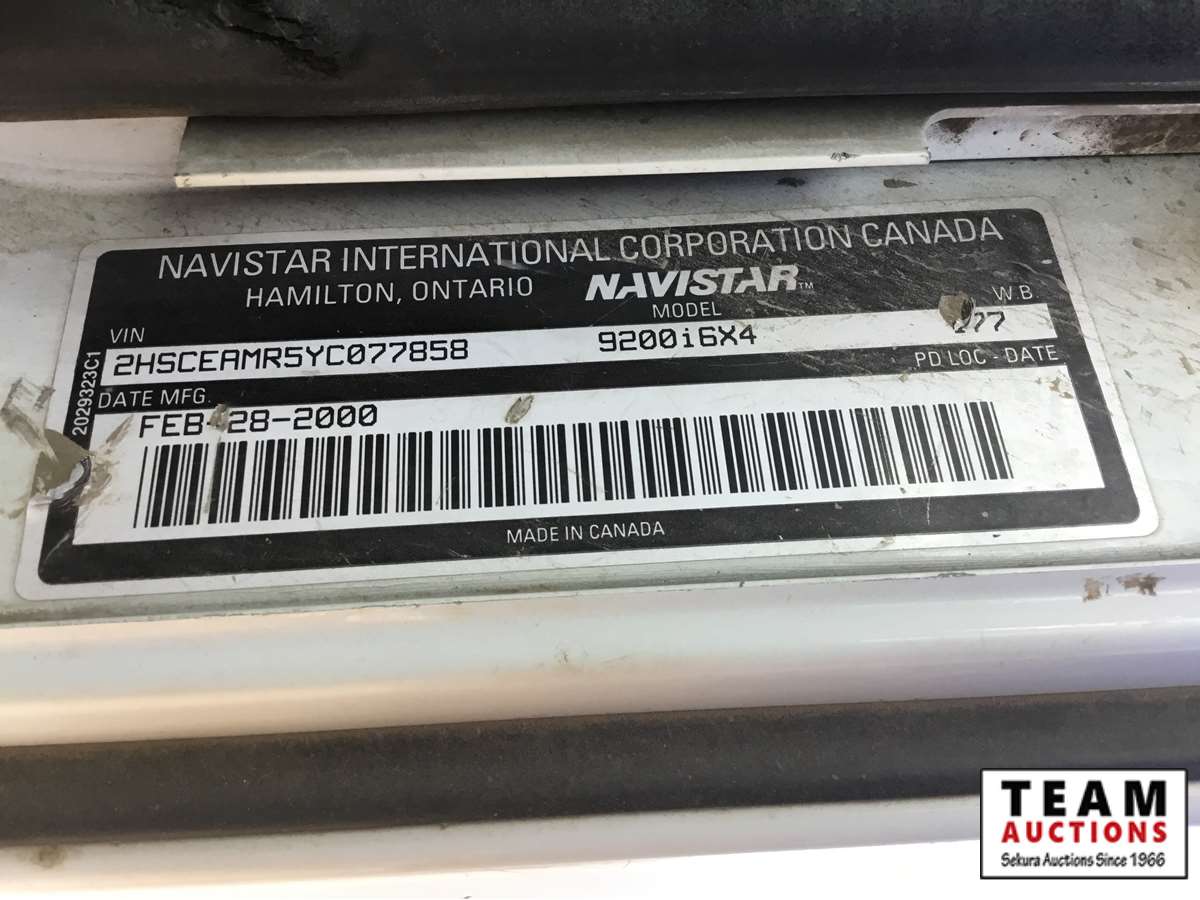 NAVISTAR INTERNATIONAL CORPORATION CANADA
HAMILTON, ONTARIO NAVISTAR™
VIN MODEL W.B
2HSCEAMR5YC077858 9200i6X4
2029323C1
DATE MFG. PD LOC - DATE
FEB-28-2000
MADE IN CANADA
TEAM
AUCTIONS
Sekura Auctions Since 1966